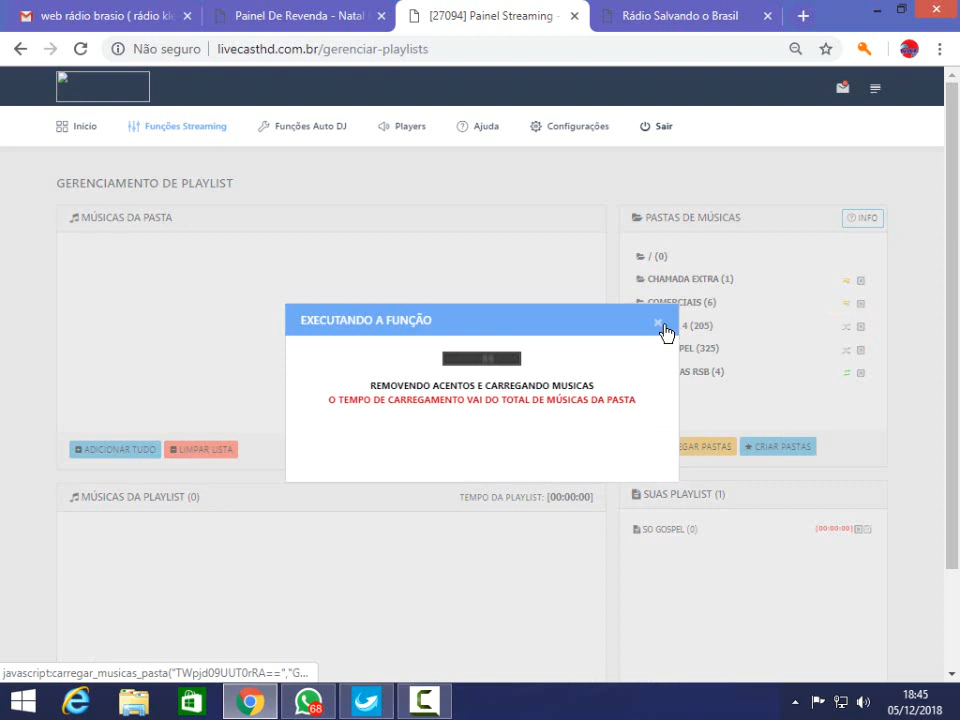 web rádio brasio ( rádio kl
Painel De Revenda - Natal
[27094] Painel Streaming -
Rádio Salvando o Brasil
Não seguro
livecasthd.com.br/gerenciar-playlists
Inicio
Funções Streaming
Funções Auto DJ
Players
Ajuda
Configurações
Sair
GERENCIAMENTO DE PLAYLIST
MÚSICAS DA PASTA
PASTAS DE MÚSICAS
INFO
/ (0)
CHAMADA EXTRA (1)
COMERCIAIS (6)
4 (205)
PEL (325)
AS RSB (4)
EXECUTANDO A FUNÇÃO
REMOVENDO ACENTOS E CARREGANDO MUSICAS
O TEMPO DE CARREGAMENTO VAI DO TOTAL DE MÚSICAS DA PASTA
ADICIONAR TUDO
LIMPAR LISTA
EGAR PASTAS
CRIAR PASTAS
MÚSICAS DA PLAYLIST (0)
TEMPO DA PLAYLIST: [00:00:00]
SUAS PLAYLIST (1)
SO GOSPEL (0)
[00:00:00]
javascript:carregar_musicas_pasta("TWpjd09UUT0rRA==","G...
68
18:45
05/12/2018